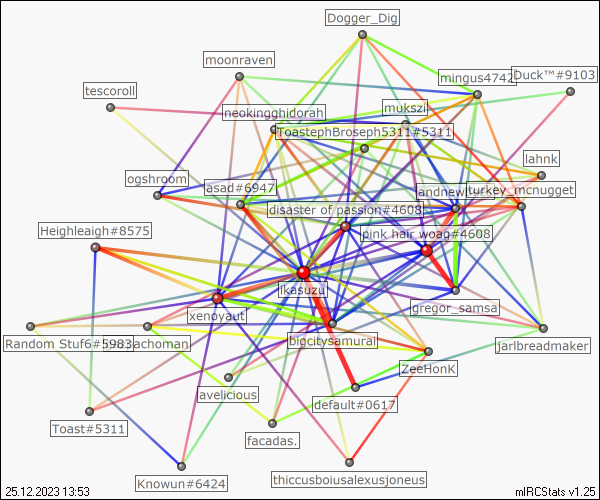 Dogger_Dig
moonraven
mingus4742
Duck™#9103
tescoroll
neokingghidorah
mukszi
ToastephBroseph5311#5311
lahnk
ogshroom
asad#6947
andnew
turkey_mcnugget
disaster of passion#4608
Heighleaigh#8575
pink hair woag#4608
ikasuzu
gregor_samsa
xenoyaut
bigcitysamurai
Random Stuf6#5983
achoman
jarlbreadmaker
ZeeHonK
avelicious
default#0617
Toast#5311
facadas.
Knowun#6424
thiccusboiusalexusjoneus
25.12.2023 13:53
mIRCStats v1.25